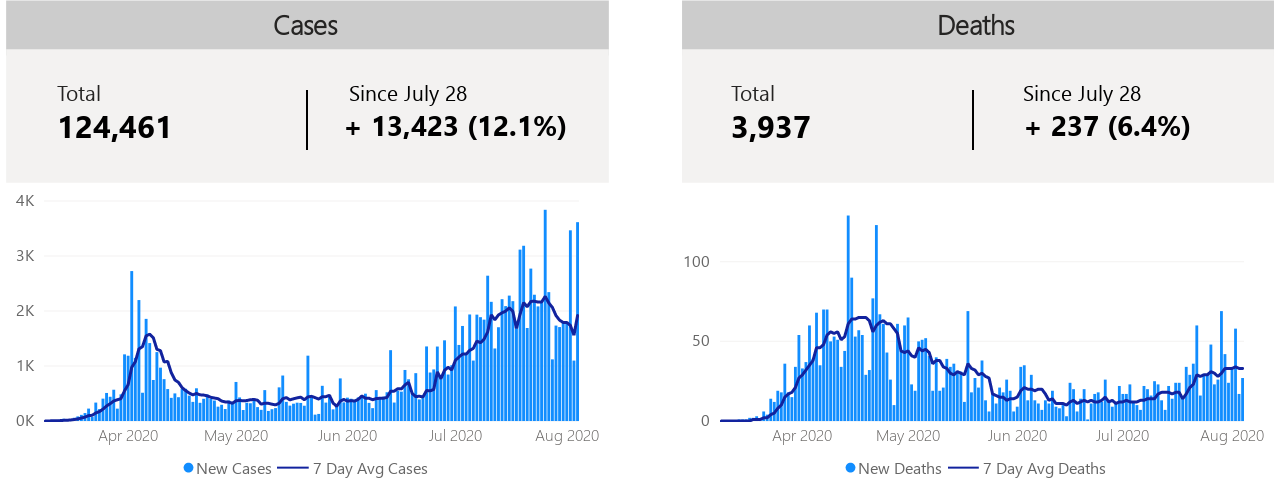 Cases
Total
124,461
Since July 28
+ 13,423 (12.1%)
4K
3K
2K
1K
0K
Apr 2020
May 2020
Jun 2020
Jul 2020
Aug 2020
New Cases
7 Day Avg Cases
Deaths
Total
3,937
Since July 28
+ 237 (6.4%)
100
50
0
Apr 2020
May 2020
Jun 2020
Jul 2020
Aug 2020
New Deaths
7 Day Avg Deaths